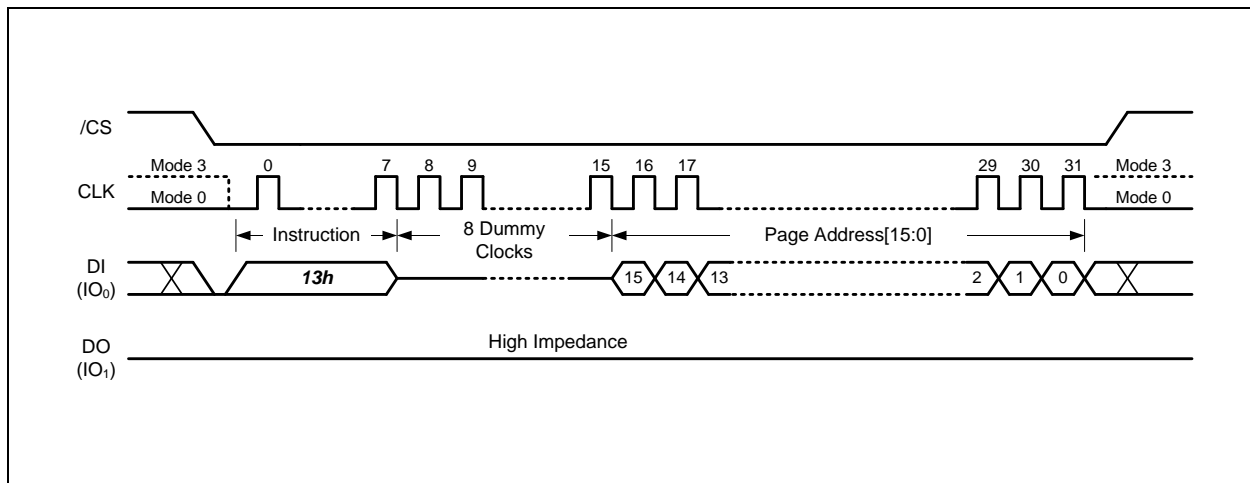 /CS
Mode 3 0 7 8 9 15 16 17 29 30 31 Mode 3
CLK
Mode 0 Mode 0
Instruction 8 Dummy Clocks Page Address[15:0]
DI
(IO₀)
13h 15 14 13 2 1 0
High Impedance
DO
(IO₁)